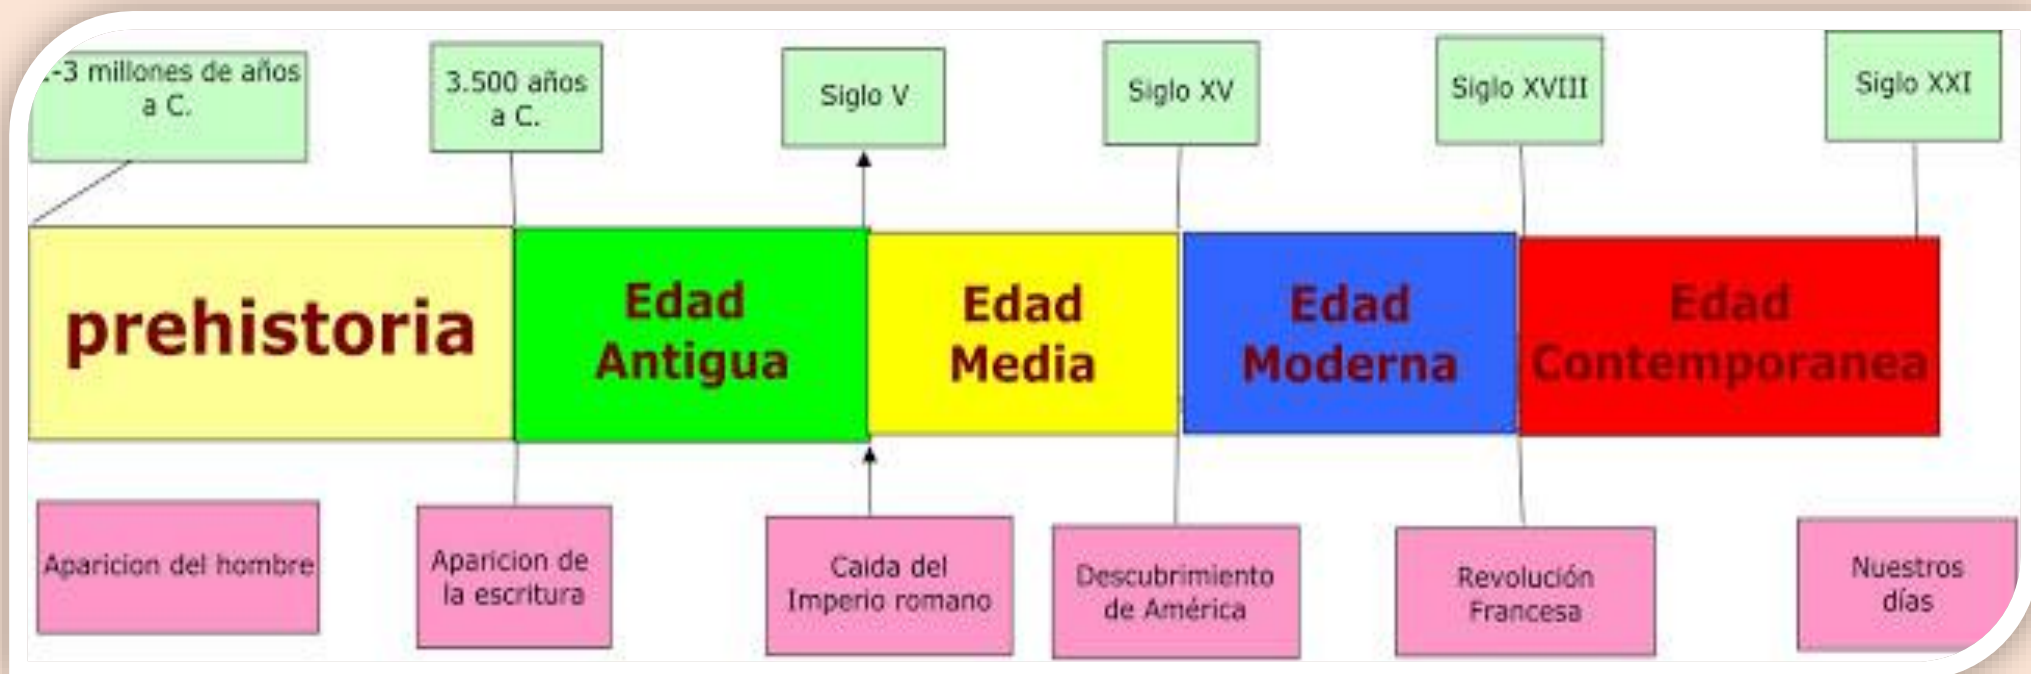 -3 millones de años
a C.
3.500 años
a C.
Siglo V
Siglo XV
Siglo XVIII
Siglo XXI
prehistoria
Edad
Antigua
Edad
Media
Edad
Moderna
Edad
Contemporanea
Aparicion del hombre
Aparicion de
la escritura
Caida del
Imperio romano
Descubrimiento
de América
Revolución
Francesa
Nuestros
días